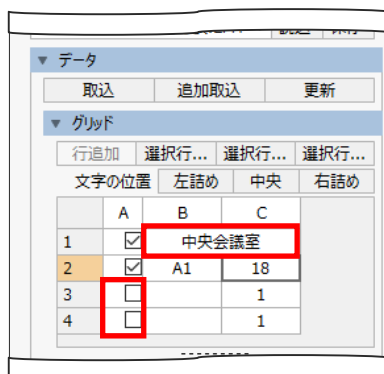 ▼ データ
取込 追加取込 更新
▼ グリッド
行追加 選択行... 選択行... 選択行...
文字の位置 左詰め 中央 右詰め
A B C
1 中央会議室
2 A1 18
3 1
4 1